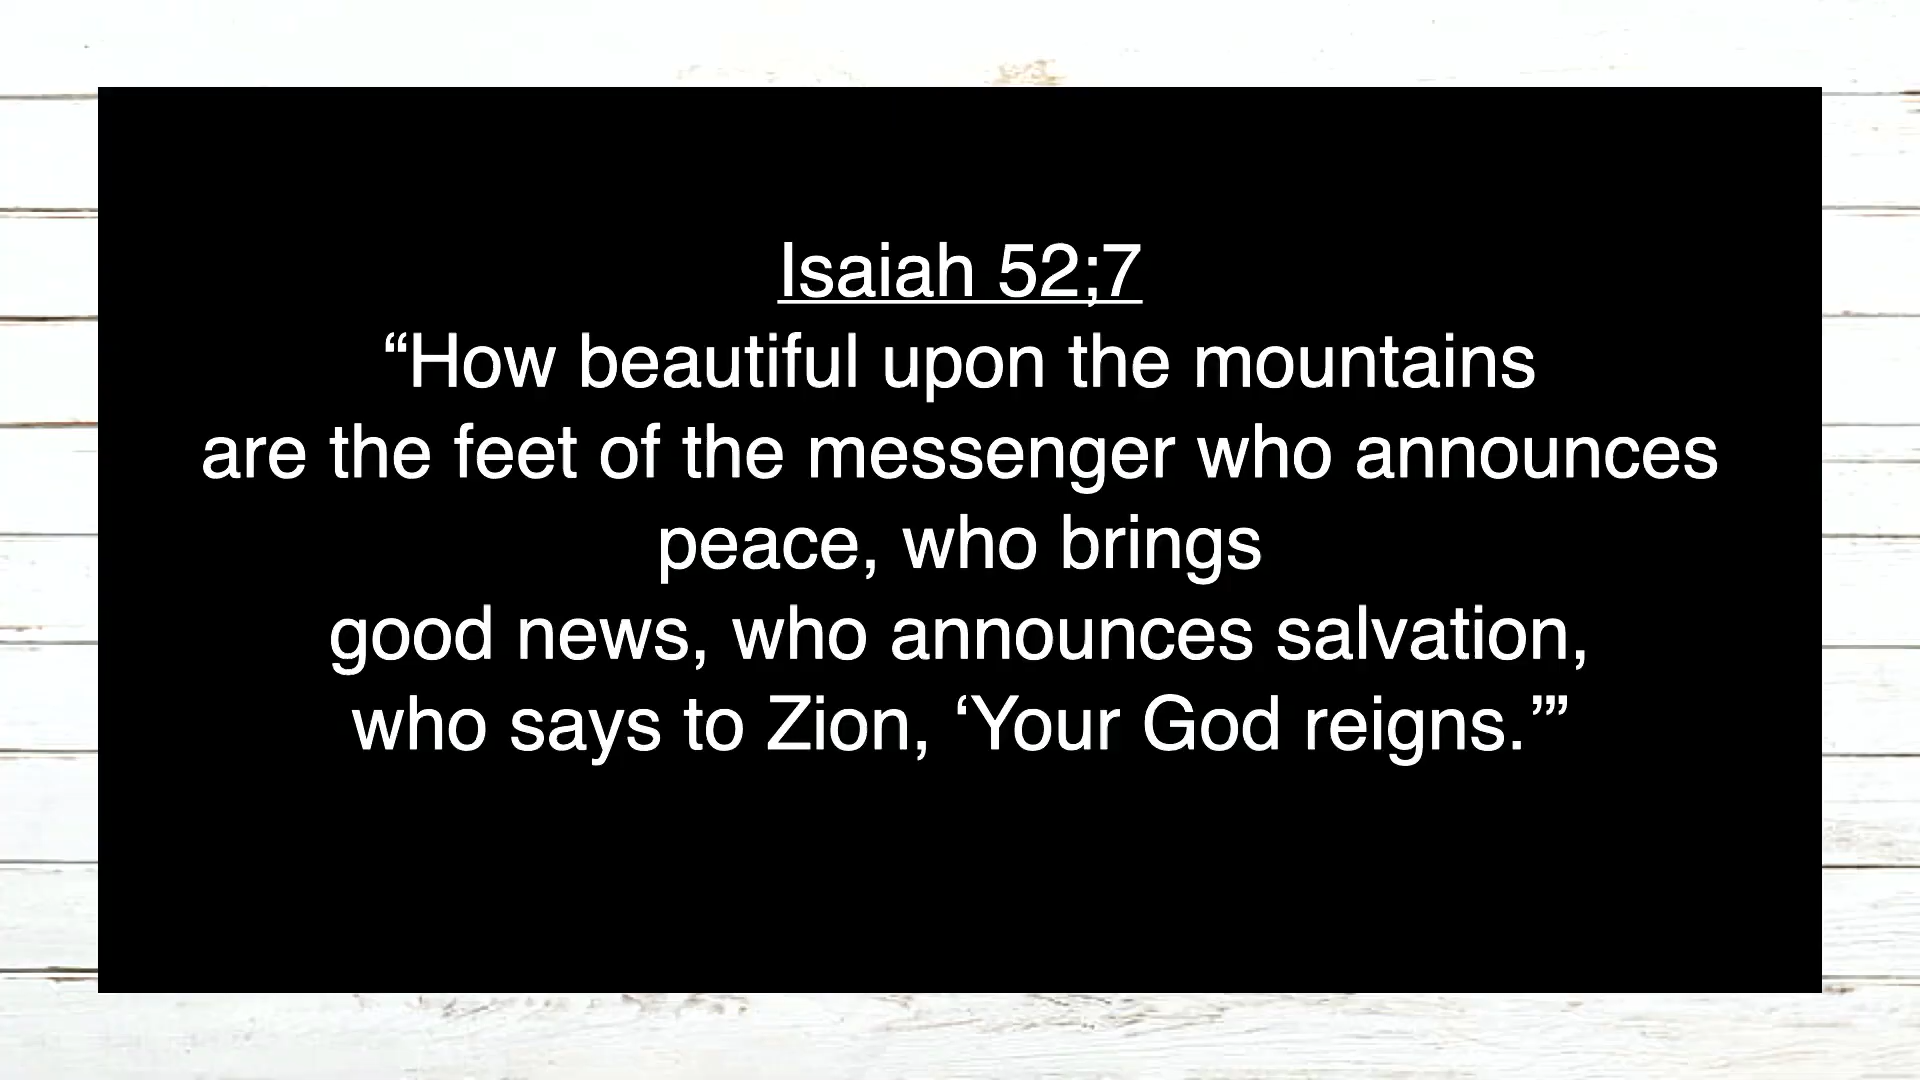 Isaiah 52;7
“How beautiful upon the mountains
are the feet of the messenger who announces
peace, who brings
good news, who announces salvation,
who says to Zion, ‘Your God reigns.’”